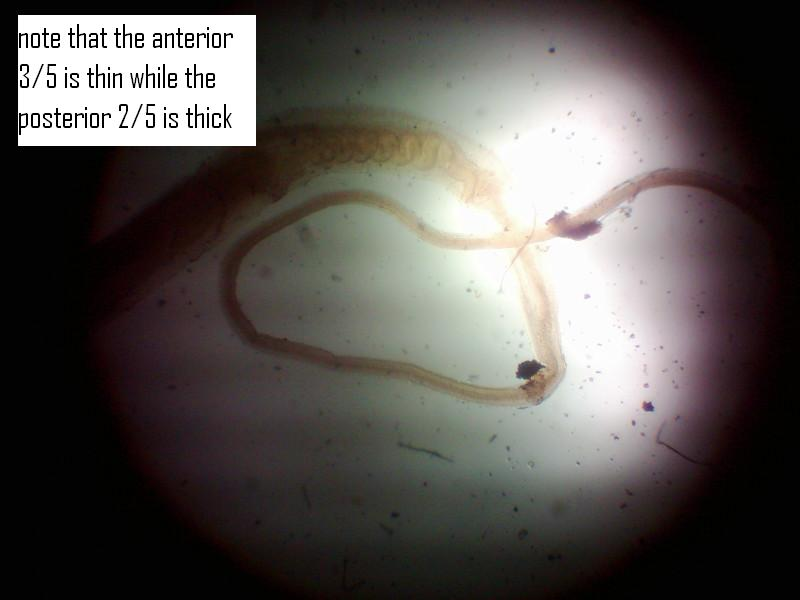 note that the anterior
3/5 is thin while the
posterior 2/5 is thick